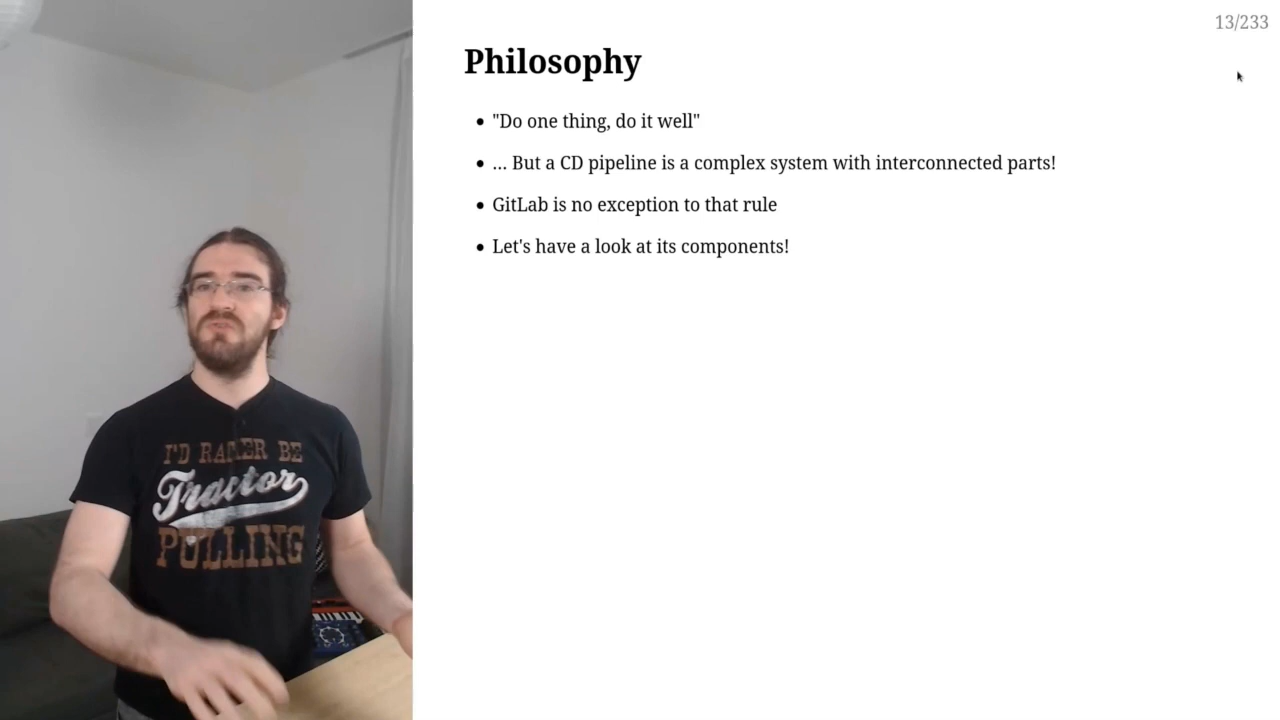 13/233
Philosophy
• "Do one thing, do it well"
• ... But a CD pipeline is a complex system with interconnected parts!
• GitLab is no exception to that rule
• Let's have a look at its components!
I'D RATHER BE
Tractor
PULLING